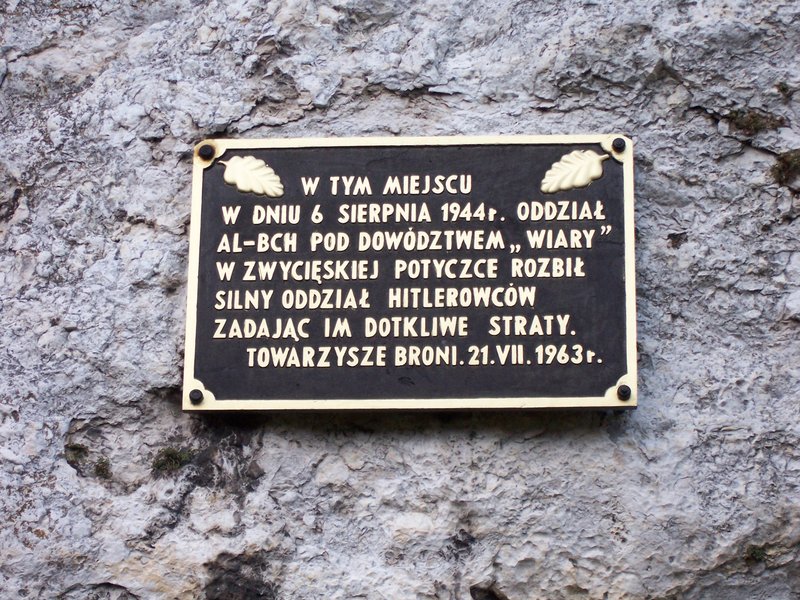 W TYM MIEJSCU
W DNIU 6 SIERPNIA 1944r. ODDZIAŁ
AL-BCH POD DOWÓDZTWEM „WIARY”
W ZWYCIĘSKIEJ POTYCZCE ROZBIŁ
SILNY ODDZIAŁ HITLEROWCÓW
ZADAJĄC IM DOTKLIWE STRATY.
TOWARZYSZE BRONI. 21. VII. 1963r.